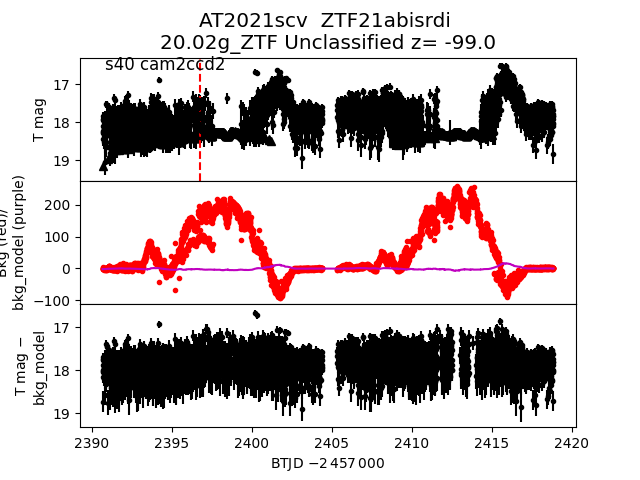 AT2021scv  ZTF21abisrdi
20.02g_ZTF Unclassified z= -99.0
s40 cam2ccd2
17
18
19
T mag
200
100
0
−100
Bkg (red)/
bkg_model (purple)
17
18
19
T mag −
bkg_model
2390 2395 2400 2405 2410 2415 2420
BTJD −2 457 000